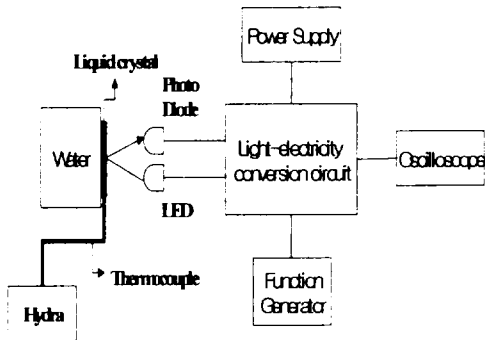 Power Supply
Liquid crystal
Photo
Diode
Water
Light-electricity
conversion circuit
Oscilloscope
LED
Thermocouple
Function
Generator
Hydra